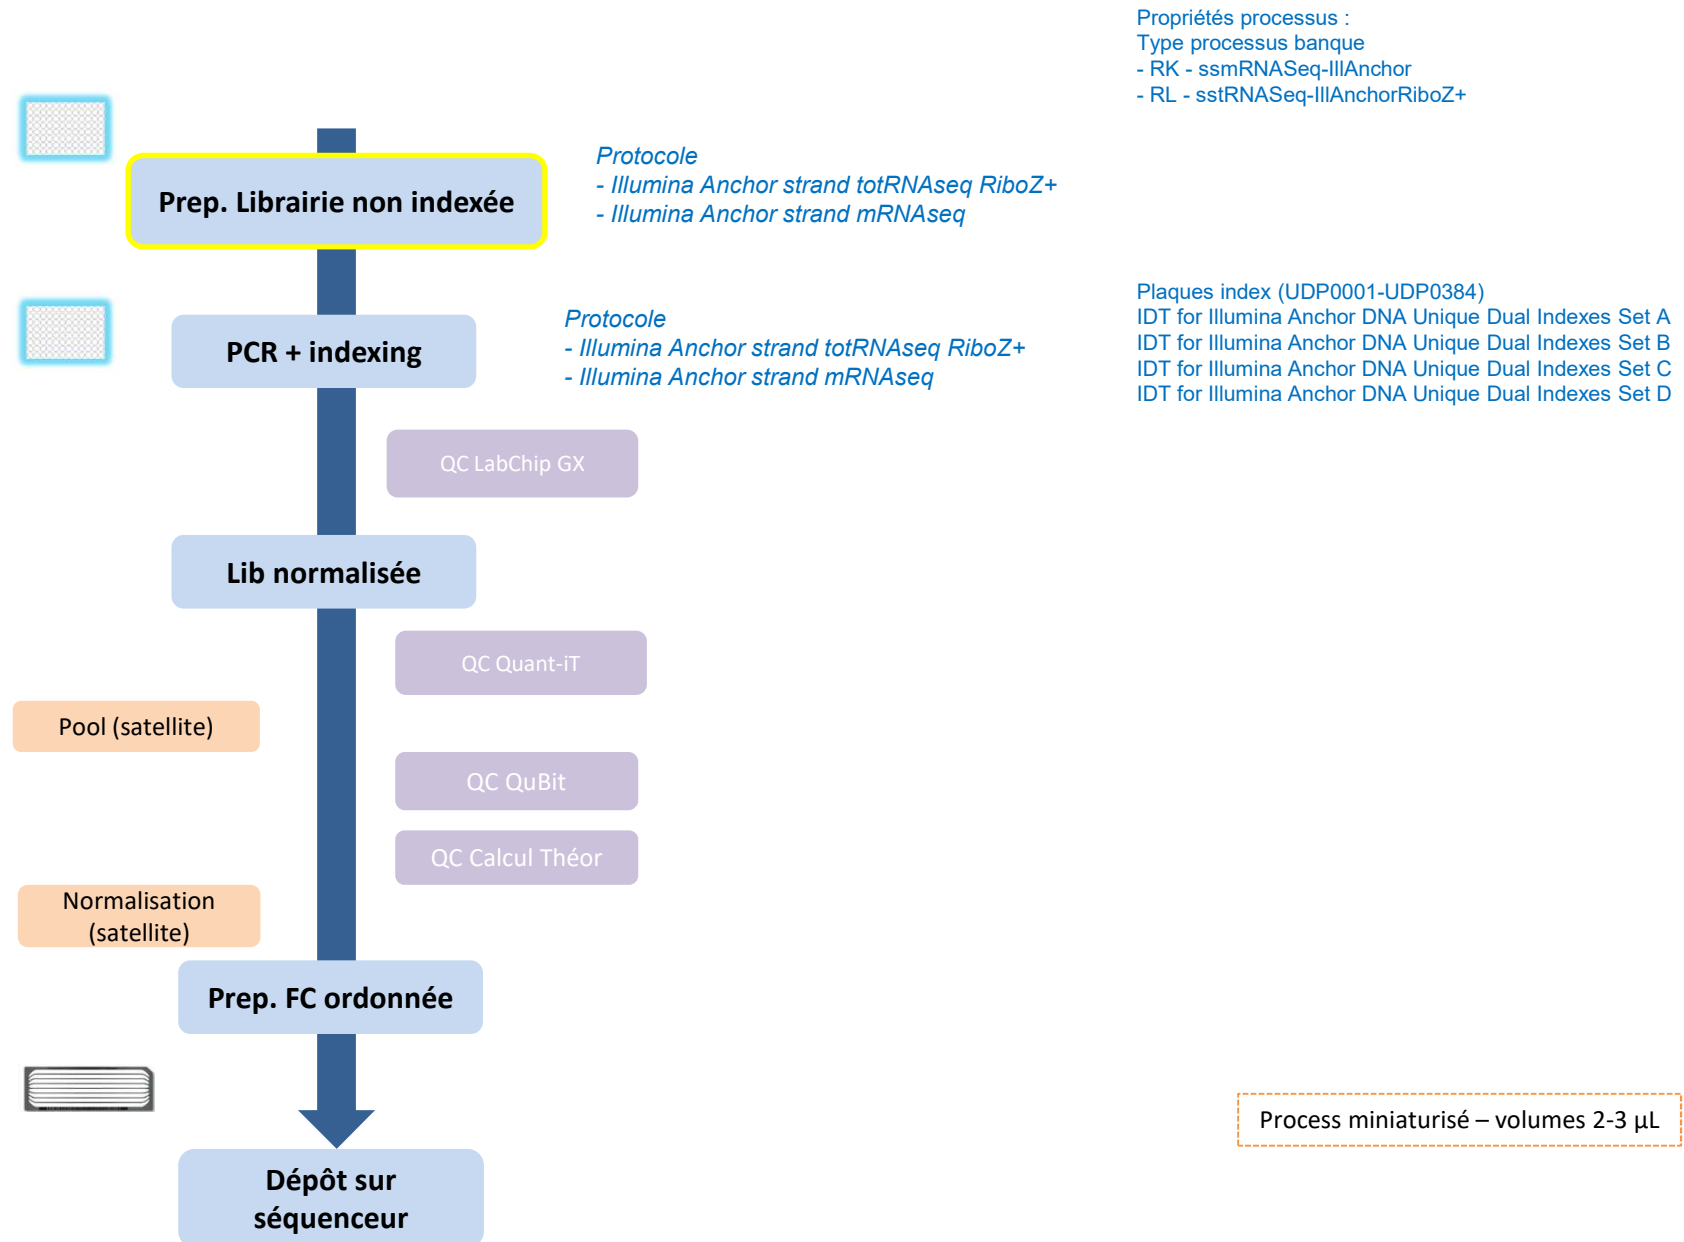 Propriétés processus :
Type processus banque
- RK - ssmRNASeq-IllAnchor
- RL - sstRNASeq-IllAnchorRiboZ+
Prep. Librairie non indexée
Protocole
- Illumina Anchor strand totRNAseq RiboZ+
- Illumina Anchor strand mRNAseq
PCR + indexing
Protocole
- Illumina Anchor strand totRNAseq RiboZ+
- Illumina Anchor strand mRNAseq
Plaques index (UDP0001-UDP0384)
IDT for Illumina Anchor DNA Unique Dual Indexes Set A
IDT for Illumina Anchor DNA Unique Dual Indexes Set B
IDT for Illumina Anchor DNA Unique Dual Indexes Set C
IDT for Illumina Anchor DNA Unique Dual Indexes Set D
QC LabChip GX
Lib normalisée
QC Quant-iT
Pool (satellite)
QC QuBit
QC Calcul Théor
Normalisation
(satellite)
Prep. FC ordonnée
Process miniaturisé – volumes 2-3 µL
Dépôt sur
séquenceur